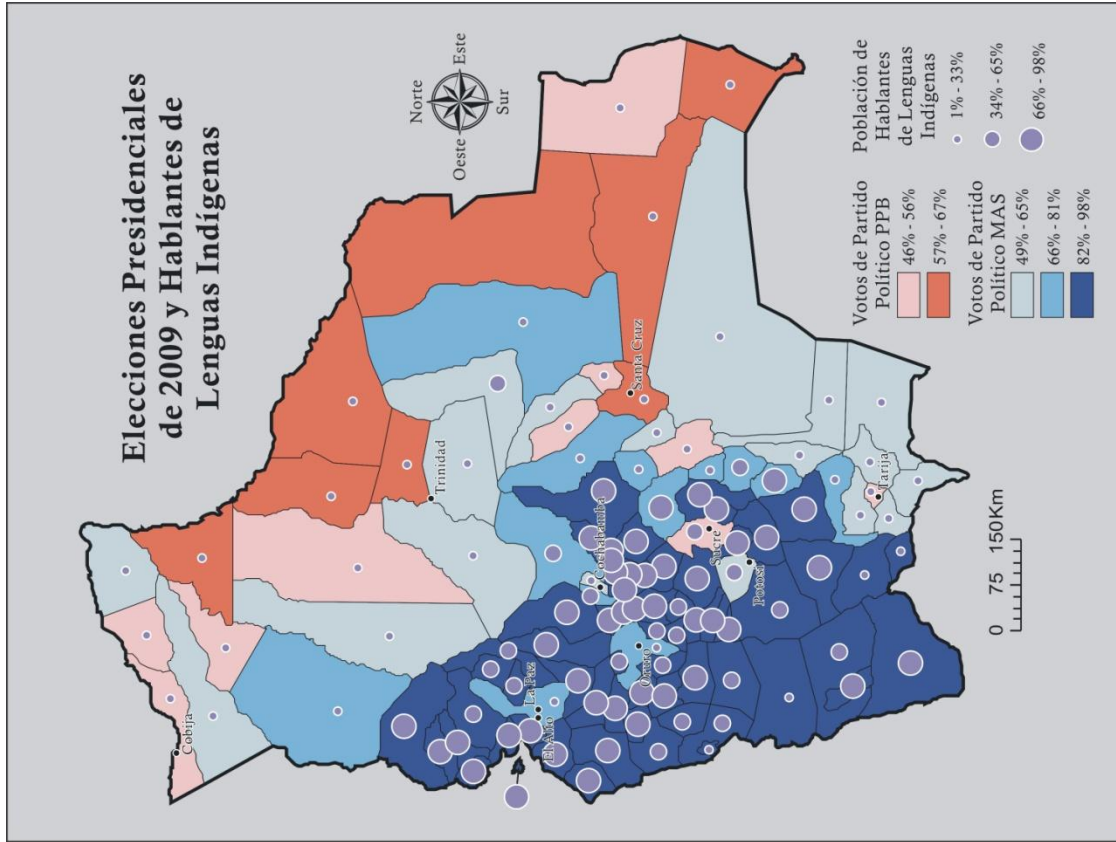 Elecciones Presidenciales
de 2009 y Hablantes de
Lenguas Indígenas
Norte
Oeste
Este
Sur
Cobija
Trinidad
La Paz
El Alto
Cochabamba
Santa Cruz
Oruro
Sucre
Potosí
Tarija
Votos de Partido
Político PPB
46% - 56%
57% - 67%
Votos de Partido
Político MAS
49% - 65%
66% - 81%
82% - 98%
Población de
Hablantes
de Lenguas
Indígenas
1% - 33%
34% - 65%
66% - 98%
0 75 150Km